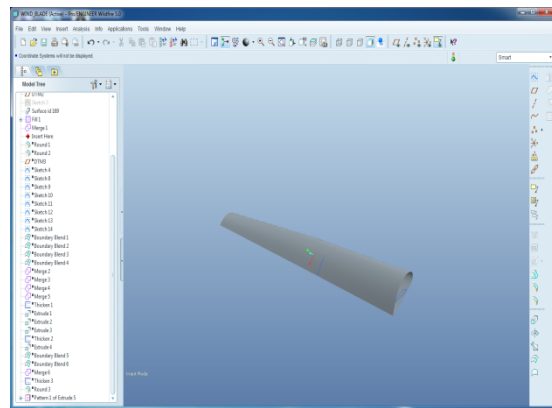 WIND_BLADE (Active) - Pro/ENGINEER Wildfire 5.0
File Edit View Insert Analysis Info Applications Tools Window Help
Coordinate Systems will not be displayed.
Smart
Model Tree
DTM2
Surface id 189
Fill 1
Merge 1
Insert Here
Round 1
Round 2
DTM3
Sketch 4
Sketch 8
Sketch 9
Sketch 10
Sketch 11
Sketch 12
Sketch 13
Sketch 14
Boundary Blend 1
Boundary Blend 2
Boundary Blend 3
Boundary Blend 4
Merge 2
Merge 3
Merge 4
Merge 5
Thicken 1
Extrude 1
Extrude 2
Extrude 3
Thicken 2
Extrude 4
Boundary Blend 5
Boundary Blend 6
Merge 6
Thicken 3
Round 3
Pattern 1 of Extrude 5
Insert Mode